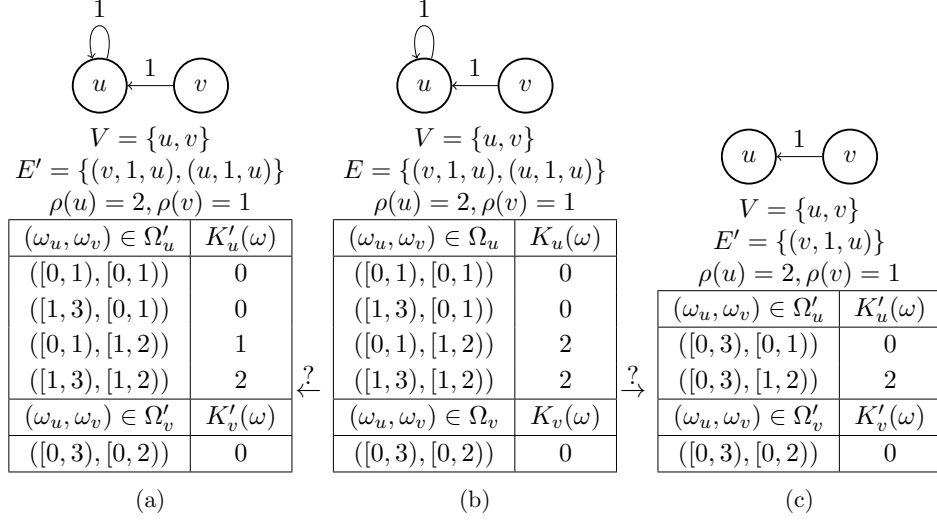 1
u
1
v
V = {u, v}
E′ = {(v, 1, u), (u, 1, u)}
ρ(u) = 2, ρ(v) = 1
(ω_u, ω_v) ∈ Ω′_u K′_u(ω)
([0, 1), [0, 1)) 0
([1, 3), [0, 1)) 0
([0, 1), [1, 2)) 1
([1, 3), [1, 2)) 2
(ω_u, ω_v) ∈ Ω′_v K′_v(ω)
([0, 3), [0, 2)) 0
(a)
?
←
1
u
1
v
V = {u, v}
E = {(v, 1, u), (u, 1, u)}
ρ(u) = 2, ρ(v) = 1
(ω_u, ω_v) ∈ Ω_u K_u(ω)
([0, 1), [0, 1)) 0
([1, 3), [0, 1)) 0
([0, 1), [1, 2)) 2
([1, 3), [1, 2)) 2
(ω_u, ω_v) ∈ Ω_v K_v(ω)
([0, 3), [0, 2)) 0
(b)
?
→
u
1
v
V = {u, v}
E′ = {(v, 1, u)}
ρ(u) = 2, ρ(v) = 1
(ω_u, ω_v) ∈ Ω′_u K′_u(ω)
([0, 3), [0, 1)) 0
([0, 3), [1, 2)) 2
(ω_u, ω_v) ∈ Ω′_v K′_v(ω)
([0, 3), [0, 2)) 0
(c)